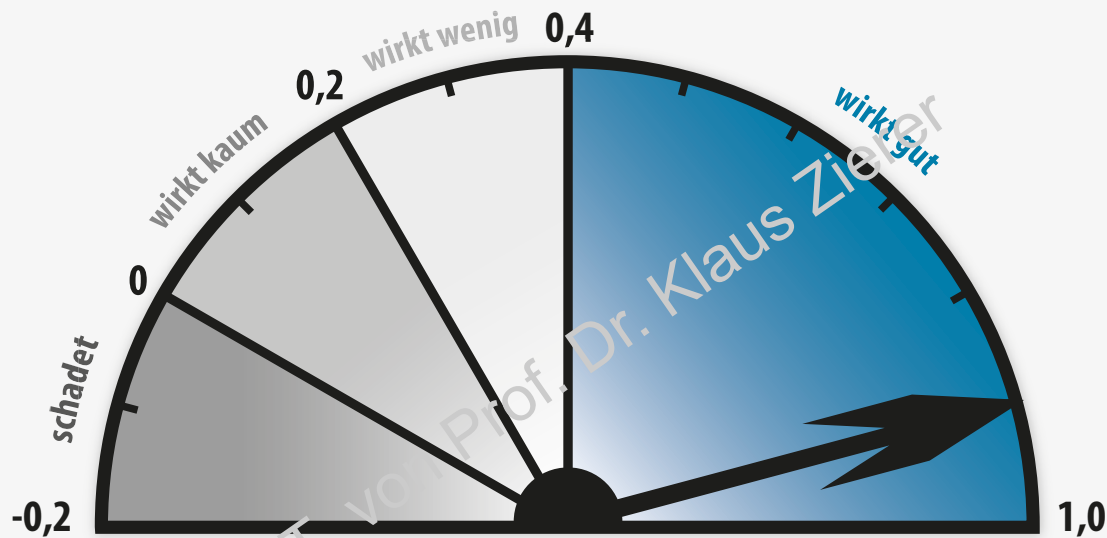 wirkt wenig
0,4
0,2
wirkt gut
wirkt kaum
0
schadet
-0,2
1,0
von Prof. Dr. Klaus Zierer